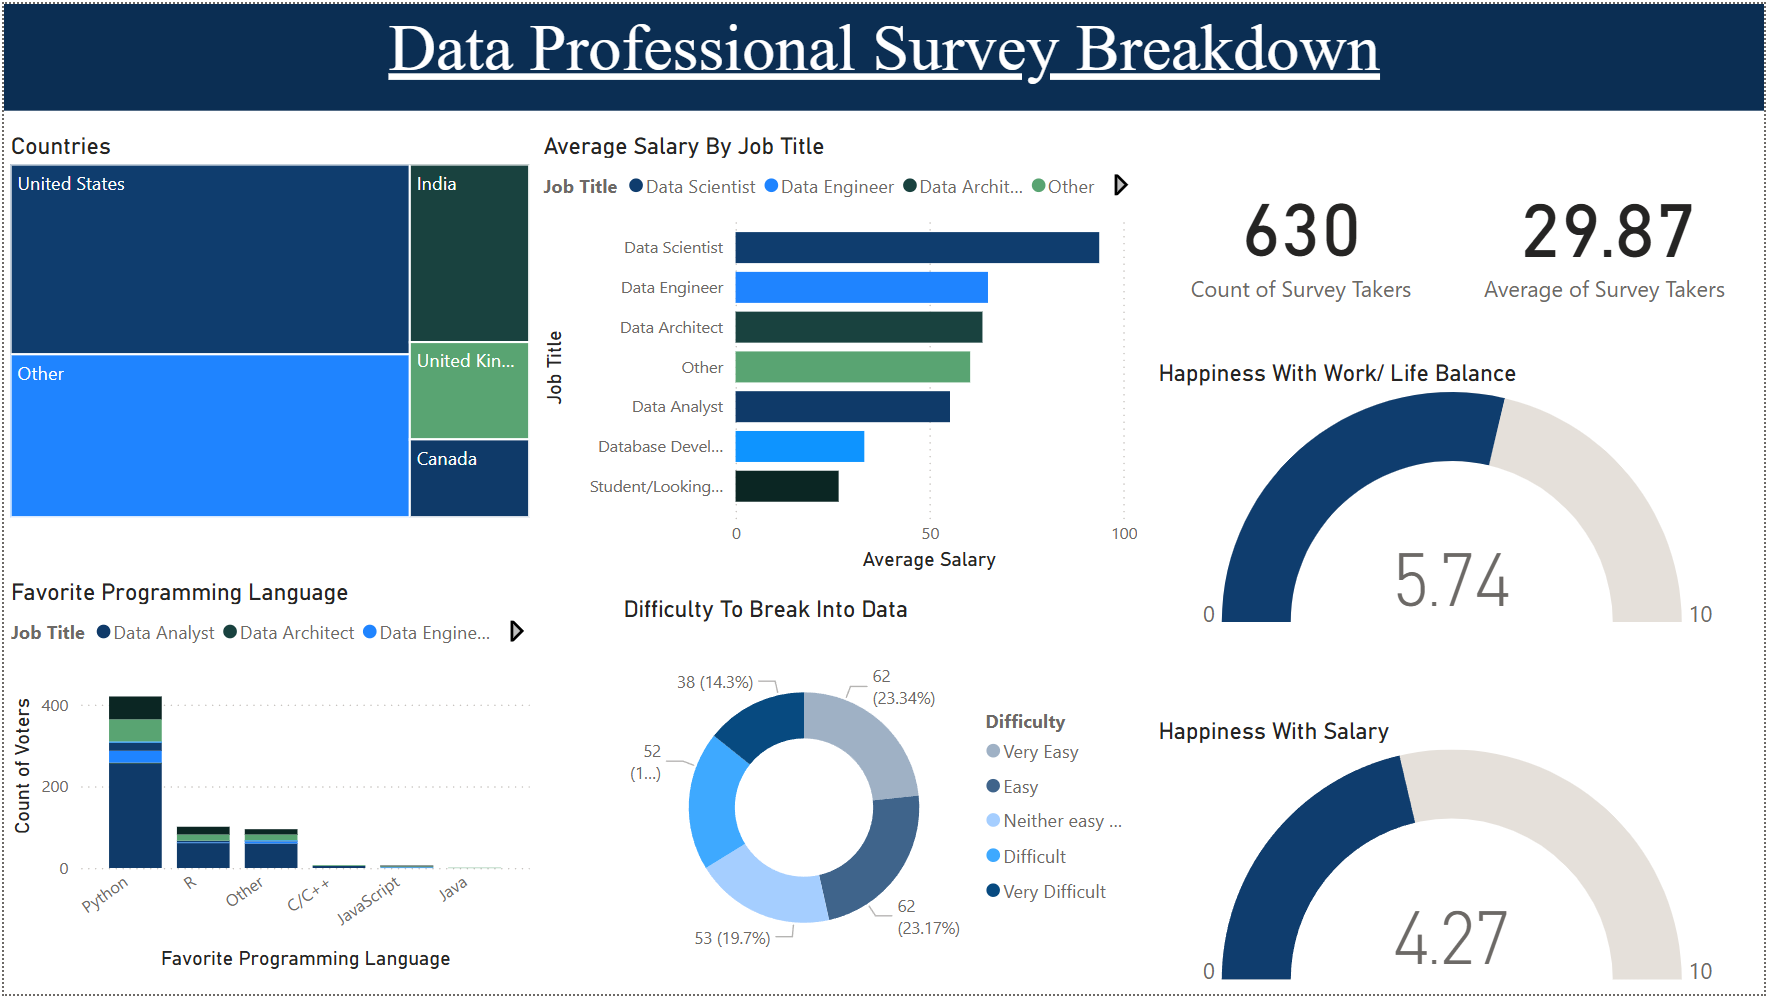 Data Professional Survey Breakdown
Countries
United States
India
Other
United Kin...
Canada
Average Salary By Job Title
Job Title Data Scientist Data Engineer Data Archit... Other
Job Title
Data Scientist
Data Engineer
Data Architect
Other
Data Analyst
Database Devel...
Student/Looking...
0 50 100
Average Salary
630
Count of Survey Takers
29.87
Average of Survey Takers
Happiness With Work/ Life Balance
5.74
0 10
Favorite Programming Language
Job Title Data Analyst Data Architect Data Engine...
Count of Voters
400
200
0
Python R Other C/C++ JavaScript Java
Favorite Programming Language
Difficulty To Break Into Data
38 (14.3%)
62
(23.34%)
52
(1...)
62
(23.17%)
53 (19.7%)
Difficulty
Very Easy
Easy
Neither easy ...
Difficult
Very Difficult
Happiness With Salary
4.27
0 10